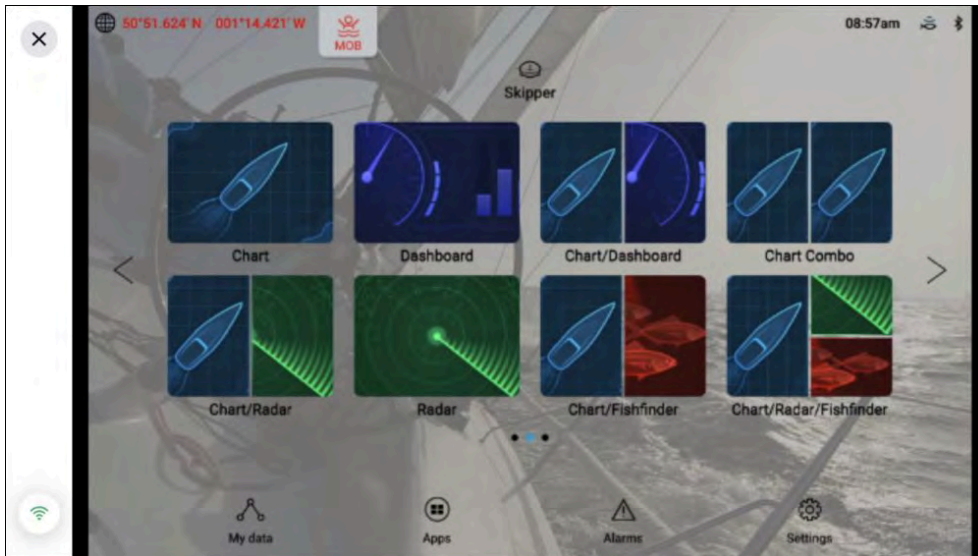 50°51.624' N 001°14.421' W
MOB
08:57am
Skipper
Chart
Dashboard
Chart/Dashboard
Chart Combo
Chart/Radar
Radar
Chart/Fishfinder
Chart/Radar/Fishfinder
My data
Apps
Alarms
Settings